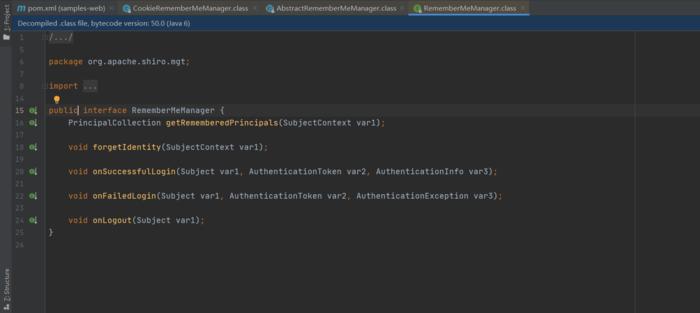 pom.xml (samples-web)
CookieRememberMeManager.class
AbstractRememberMeManager.class
RememberMeManager.class
Decompiled .class file, bytecode version: 50.0 (Java 6)
1 /.../
5
6 package org.apache.shiro.mgt;
7
8 import ...
14
15 public interface RememberMeManager {
16 PrincipalCollection getRememberedPrincipals(SubjectContext var1);
17
18 void forgetIdentity(SubjectContext var1);
19
20 void onSuccessfulLogin(Subject var1, AuthenticationToken var2, AuthenticationInfo var3);
21
22 void onFailedLogin(Subject var1, AuthenticationToken var2, AuthenticationException var3);
23
24 void onLogout(Subject var1);
25 }
26
Project
Z: Structure